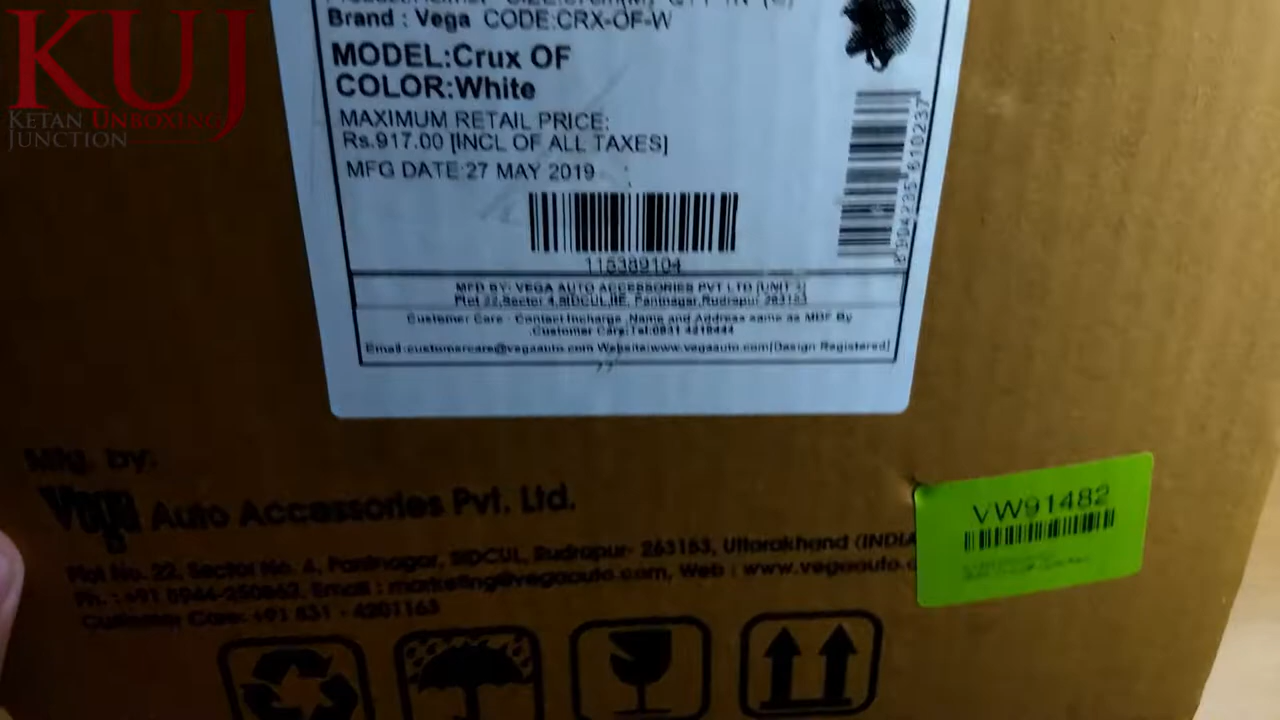 KUJ
KETAN UNBOXING
JUNCTION
Brand : Vega CODE:CRX-OF-W
MODEL:Crux OF
COLOR:White
MAXIMUM RETAIL PRICE:
Rs.917.00 [INCL OF ALL TAXES]
MFG DATE:27 MAY 2019
115389104
8904235610237
MFD BY: VEGA AUTO ACCESSORIES PVT LTD [UNIT 3]
Plot 22,Sector 4,SIDCUL,IIE, Pantnagar,Rudrapur 263153
Customer Care - Contact Incharge, Name and Address same as MDF By
Customer Care:Tel:0831
Email:customercare@vegaauto.com Website:www.vegaauto.com[Design Registered]
Mfg. by:
Vega Auto Accessories Pvt. Ltd.
Plot No. 22, Sector No. 4, Pantnagar, SIDCUL, Rudrapur- 263153, Uttarakhand (INDIA
Ph. : +91 5944-250862, Email : marketing@vegaauto.com, Web : www.vegaauto.c
Customer Care: +91 831 - 4201163
VW91482